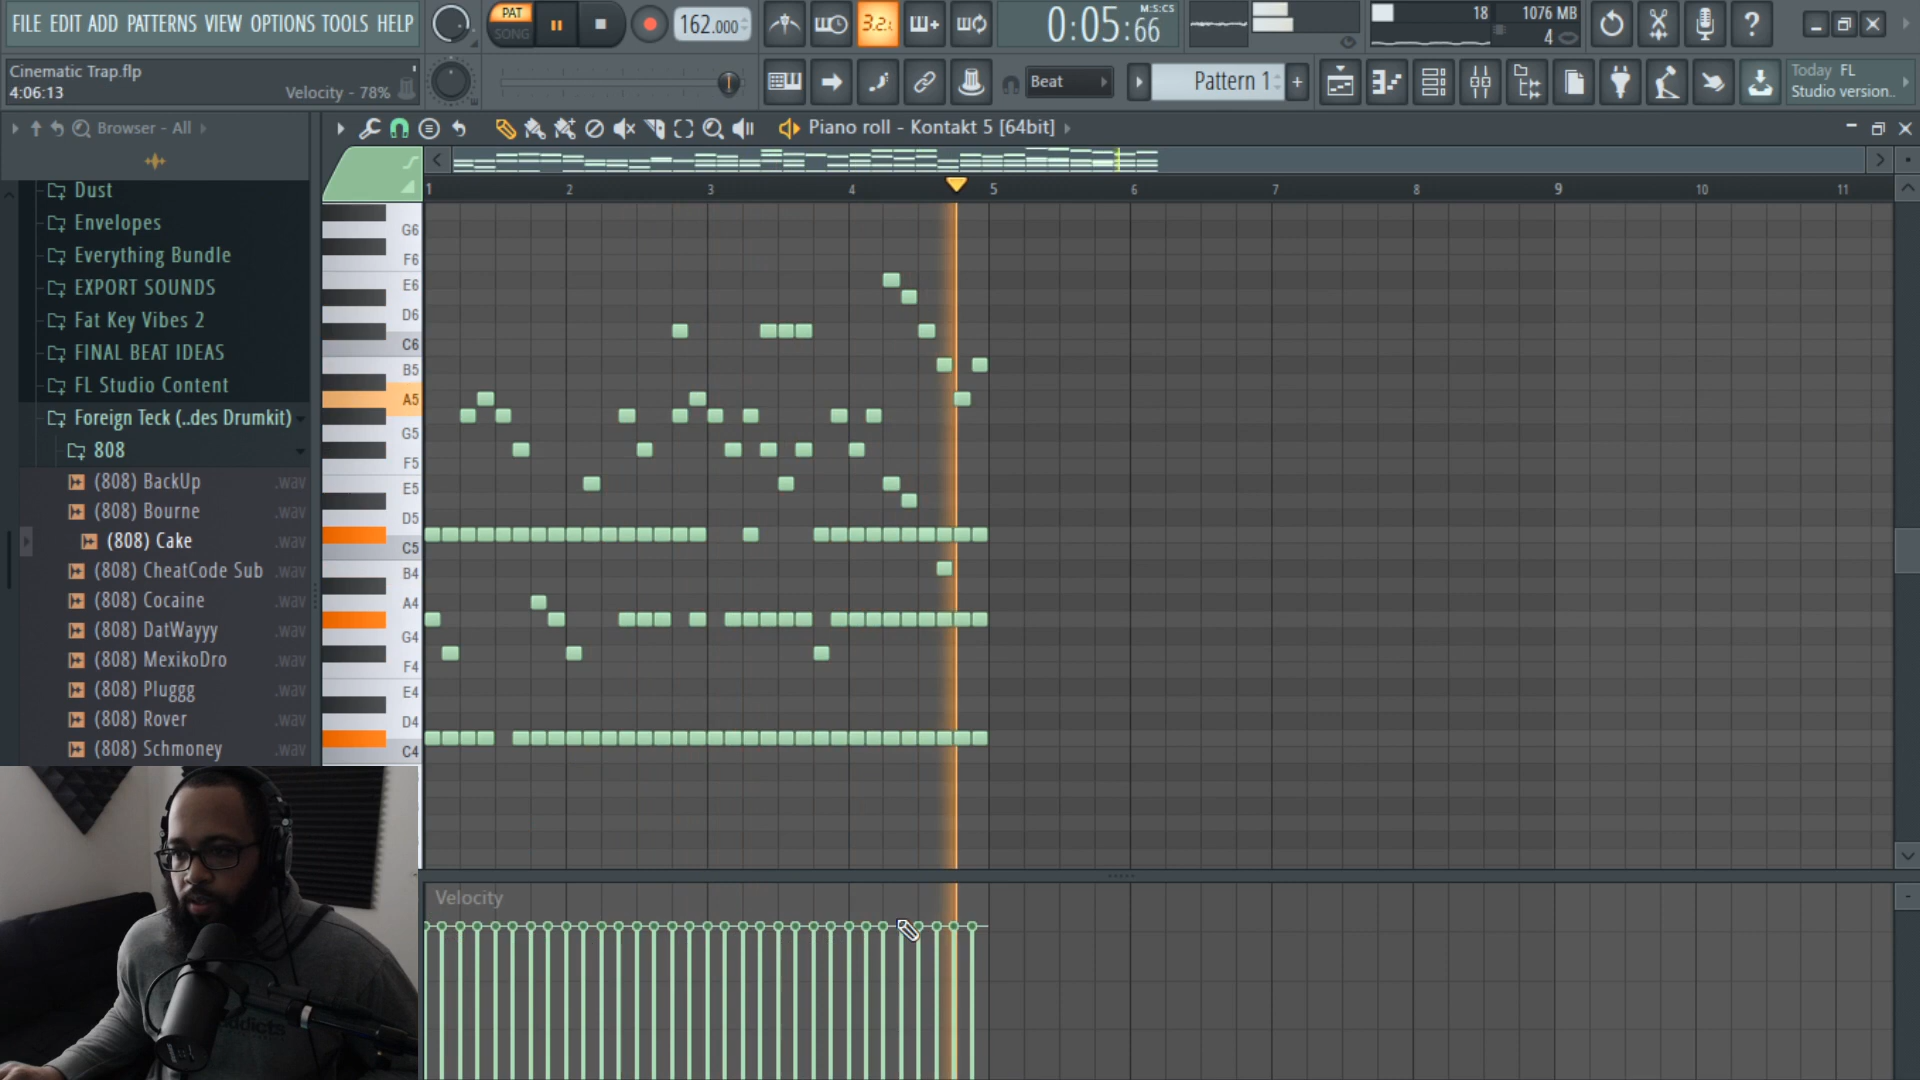 FILE EDIT ADD PATTERNS VIEW OPTIONS TOOLS HELP
PAT
SONG
162.000
3.2.
0:05:66
M:S:CS
18
1076 MB
4
Cinematic Trap.flp
4:06:13
Velocity - 78%
Beat
Pattern 1
+
Today FL
Studio version..
Browser - All
Piano roll - Kontakt 5 [64bit]
Dust
Envelopes
Everything Bundle
EXPORT SOUNDS
Fat Key Vibes 2
FINAL BEAT IDEAS
FL Studio Content
Foreign Teck (..des Drumkit)
808
(808) BackUp .wav
(808) Bourne .wav
(808) Cake .wav
(808) CheatCode Sub .wav
(808) Cocaine .wav
(808) DatWayyy .wav
(808) MexikoDro .wav
(808) Pluggg .wav
(808) Rover .wav
(808) Schmoney .wav
1 2 3 4 5 6 7 8 9 10 11
G6
F6
E6
D6
C6
B5
A5
G5
F5
E5
D5
C5
B4
A4
G4
F4
E4
D4
C4
Velocity